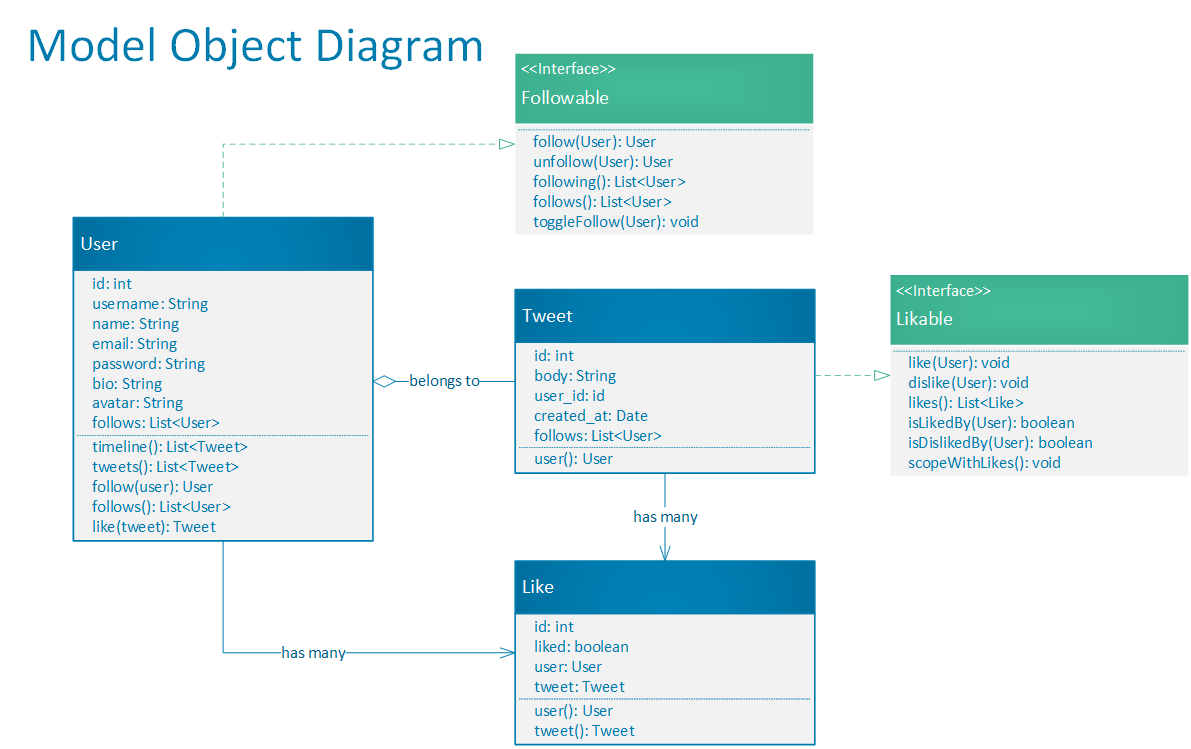 Model Object Diagram
<<Interface>>
Followable
follow(User): User
unfollow(User): User
following(): List<User>
follows(): List<User>
toggleFollow(User): void
User
id: int
username: String
name: String
email: String
password: String
bio: String
avatar: String
follows: List<User>
timeline(): List<Tweet>
tweets(): List<Tweet>
follow(user): User
follows(): List<User>
like(tweet): Tweet
belongs to
Tweet
id: int
body: String
user_id: id
created_at: Date
follows: List<User>
user(): User
<<Interface>>
Likable
like(User): void
dislike(User): void
likes(): List<Like>
isLikedBy(User): boolean
isDislikedBy(User): boolean
scopeWithLikes(): void
has many
has many
Like
id: int
liked: boolean
user: User
tweet: Tweet
user(): User
tweet(): Tweet